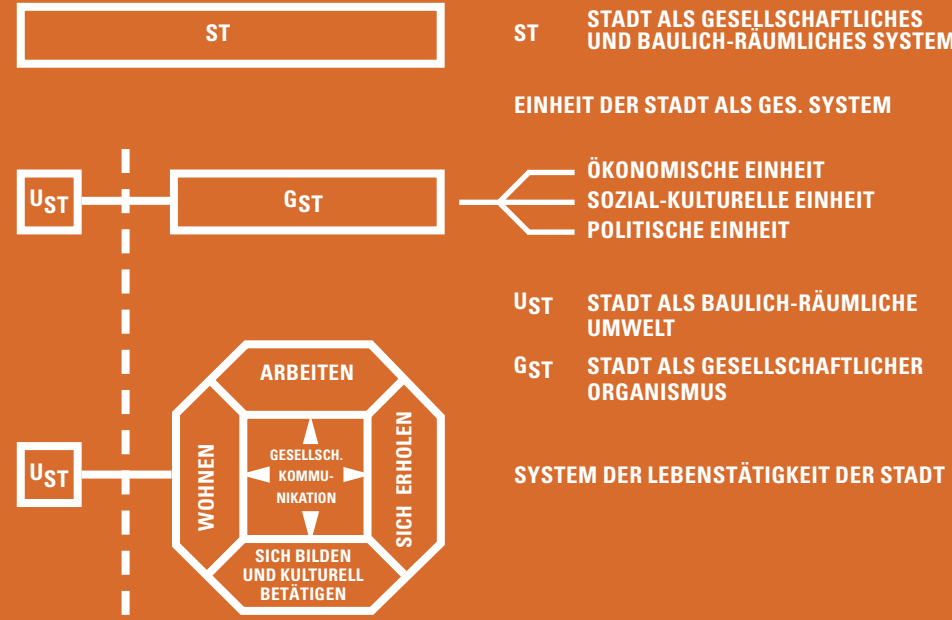 ST
ST STADT ALS GESELLSCHAFTLICHES
UND BAULICH-RÄUMLICHES SYSTEM
EINHEIT DER STADT ALS GES. SYSTEM
UST
GST
ÖKONOMISCHE EINHEIT
SOZIAL-KULTURELLE EINHEIT
POLITISCHE EINHEIT
UST STADT ALS BAULICH-RÄUMLICHE
UMWELT
GST STADT ALS GESELLSCHAFTLICHER
ORGANISMUS
UST
ARBEITEN
WOHNEN
GESELLSCH.
KOMMU-
NIKATION
SICH ERHOLEN
SICH BILDEN
UND KULTURELL
BETÄTIGEN
SYSTEM DER LEBENSTÄTIGKEIT DER STADT